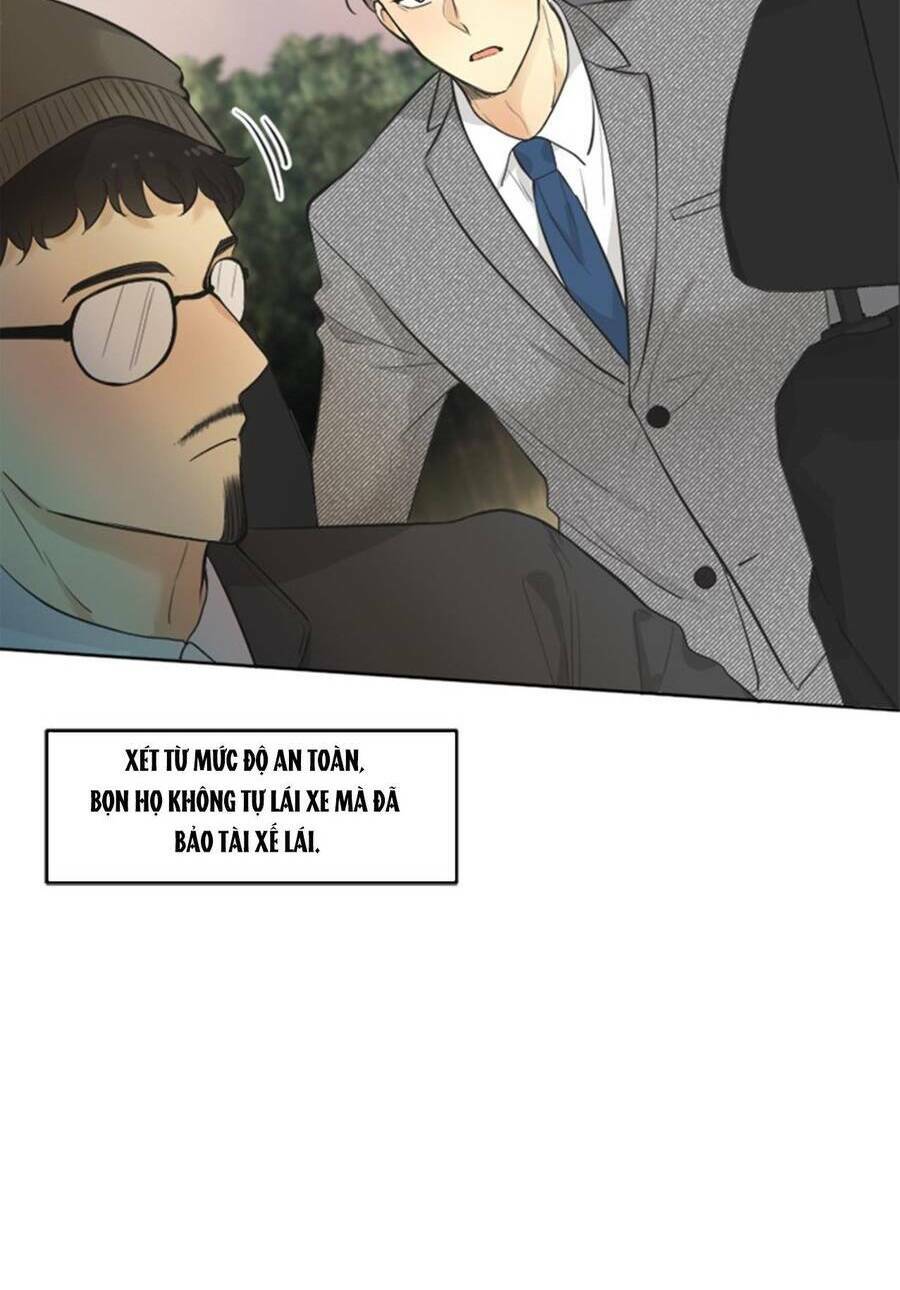 XÉT TỪ MỨC ĐỘ AN TOÀN,
BỌN HỌ KHÔNG TỰ LÁI XE MÀ ĐÃ
BẢO TÀI XẾ LÁI.